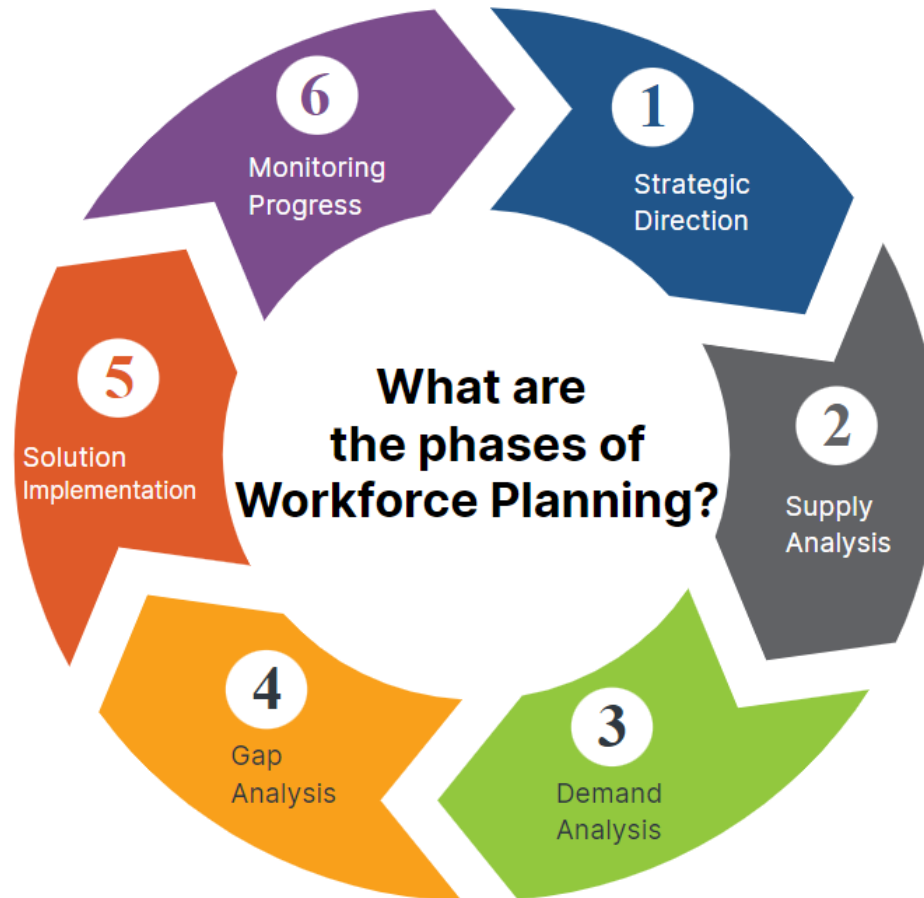 What are
the phases of
Workforce Planning?
1
Strategic
Direction
2
Supply
Analysis
3
Demand
Analysis
4
Gap
Analysis
5
Solution
Implementation
6
Monitoring
Progress